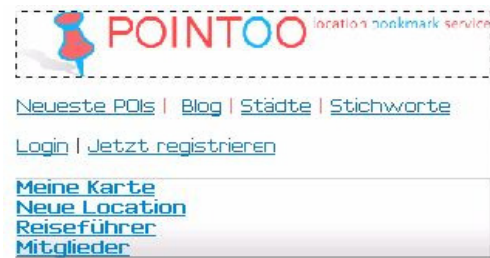 POINTOO location bookmark service
Neueste POIs | Blog | Städte | Stichworte
Login | Jetzt registrieren
Meine Karte
Neue Location
Reiseführer
Mitglieder